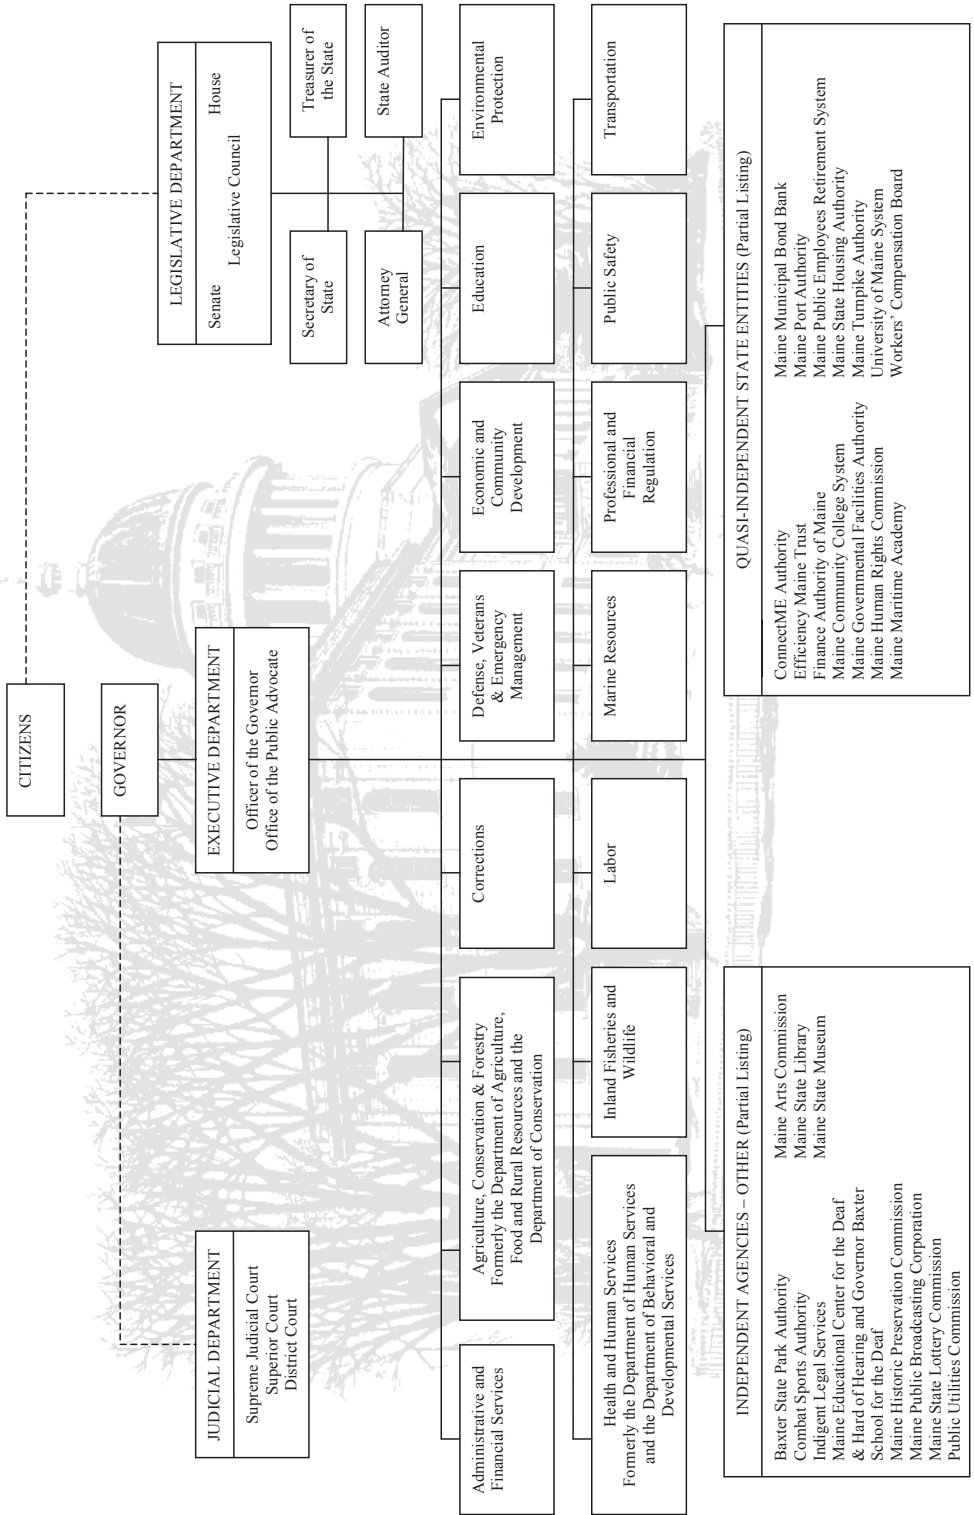 CITIZENS
GOVERNOR
JUDICIAL DEPARTMENT
Supreme Judicial Court
Superior Court
District Court
EXECUTIVE DEPARTMENT
Officer of the Governor
Office of the Public Advocate
LEGISLATIVE DEPARTMENT
Senate House
Legislative Council
Secretary of
State
Treasurer of
the State
Attorney
General
State Auditor
Administrative and
Financial Services
Agriculture, Conservation & Forestry
Formerly the Department of Agriculture,
Food and Rural Resources and the
Department of Conservation
Corrections
Defense, Veterans
& Emergency
Management
Economic and
Community
Development
Education
Environmental
Protection
Health and Human Services
Formerly the Department of Human Services
and the Department of Behavioral and
Developmental Services
Inland Fisheries and
Wildlife
Labor
Marine Resources
Professional and
Financial
Regulation
Public Safety
Transportation
INDEPENDENT AGENCIES – OTHER (Partial Listing)
Baxter State Park Authority
Combat Sports Authority
Indigent Legal Services
Maine Educational Center for the Deaf
& Hard of Hearing and Governor Baxter
School for the Deaf
Maine Historic Preservation Commission
Maine Public Broadcasting Corporation
Maine State Lottery Commission
Public Utilities Commission
Maine Arts Commission
Maine State Library
Maine State Museum
QUASI-INDEPENDENT STATE ENTITIES (Partial Listing)
ConnectME Authority
Efficiency Maine Trust
Finance Authority of Maine
Maine Community College System
Maine Governmental Facilities Authority
Maine Human Rights Commission
Maine Maritime Academy
Maine Municipal Bond Bank
Maine Port Authority
Maine Public Employees Retirement System
Maine State Housing Authority
Maine Turnpike Authority
University of Maine System
Workers' Compensation Board